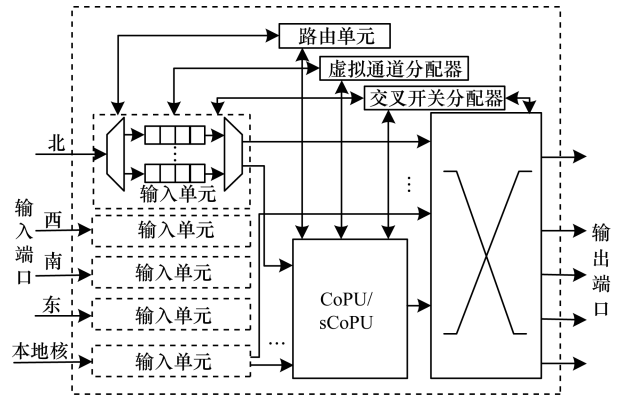 路由单元
虚拟通道分配器
交叉开关分配器
北
输入单元
输入端口
西
输入单元
南
输入单元
东
输入单元
本地核
输入单元
...
CoPU/
sCoPU
...
输出端口